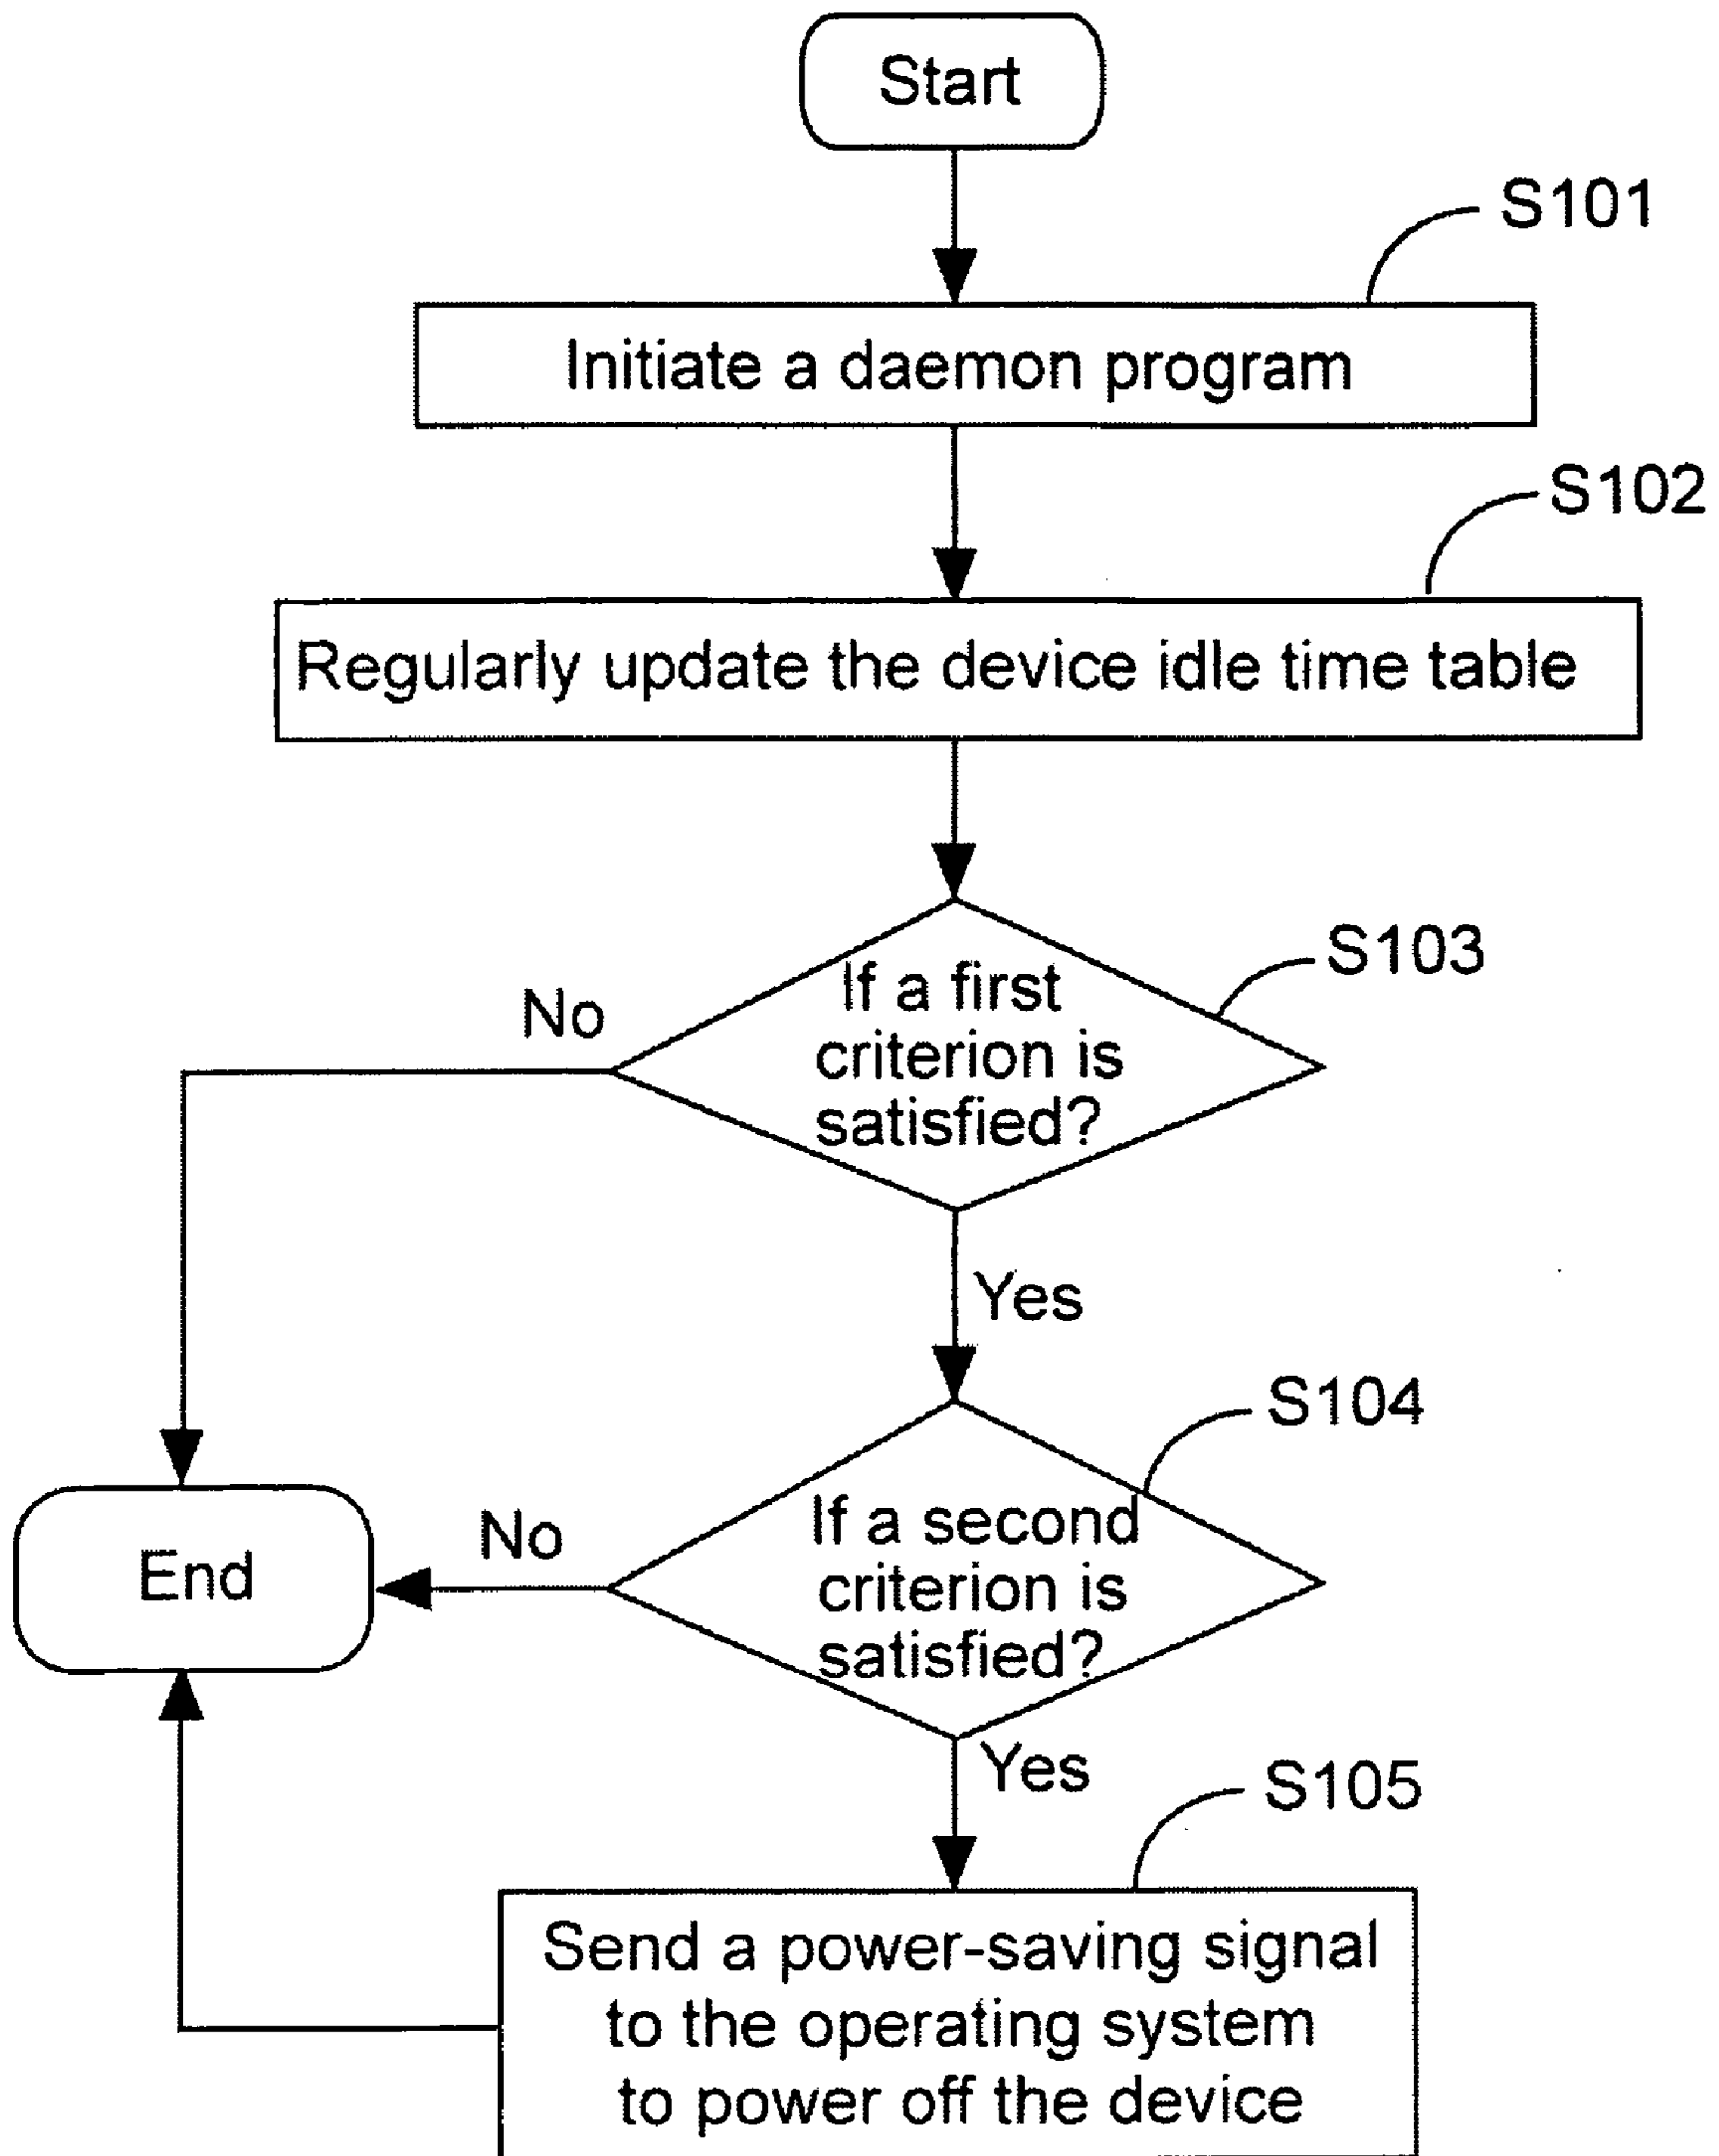 Start
S101
Initiate a daemon program
S102
Regularly update the device idle time table
S103
If a first
criterion is
satisfied?
No
Yes
S104
If a second
criterion is
satisfied?
No
End
Yes
S105
Send a power-saving signal
to the operating system
to power off the device